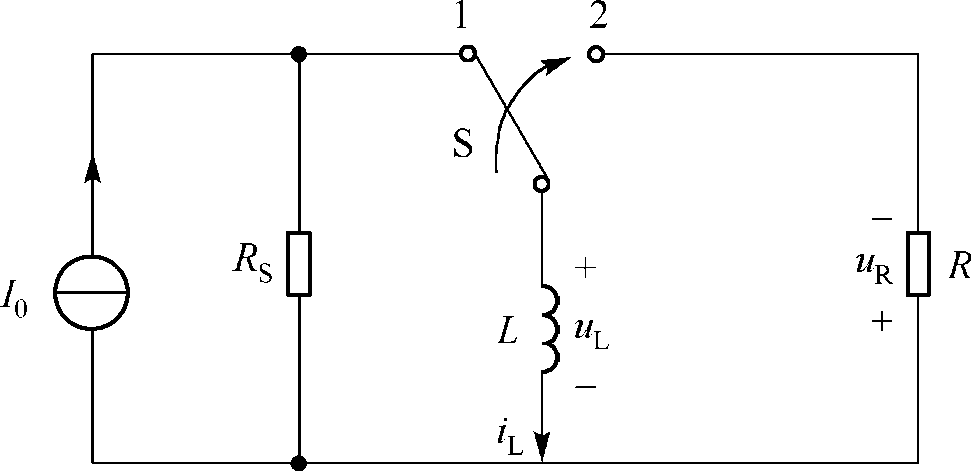 1 2
S
R_S
I_0
+
L u_L
−
i_L
−
u_R R
+